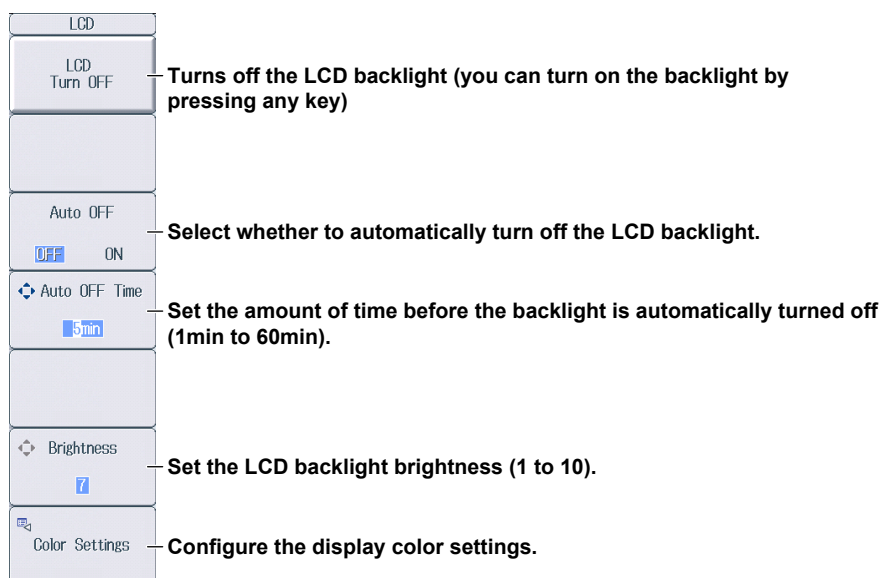 LCD
LCD
Turn OFF
Turns off the LCD backlight (you can turn on the backlight by
pressing any key)
Auto OFF
OFF ON
Select whether to automatically turn off the LCD backlight.
Auto OFF Time
5min
Set the amount of time before the backlight is automatically turned off
(1min to 60min).
Brightness
7
Set the LCD backlight brightness (1 to 10).
Color Settings
Configure the display color settings.